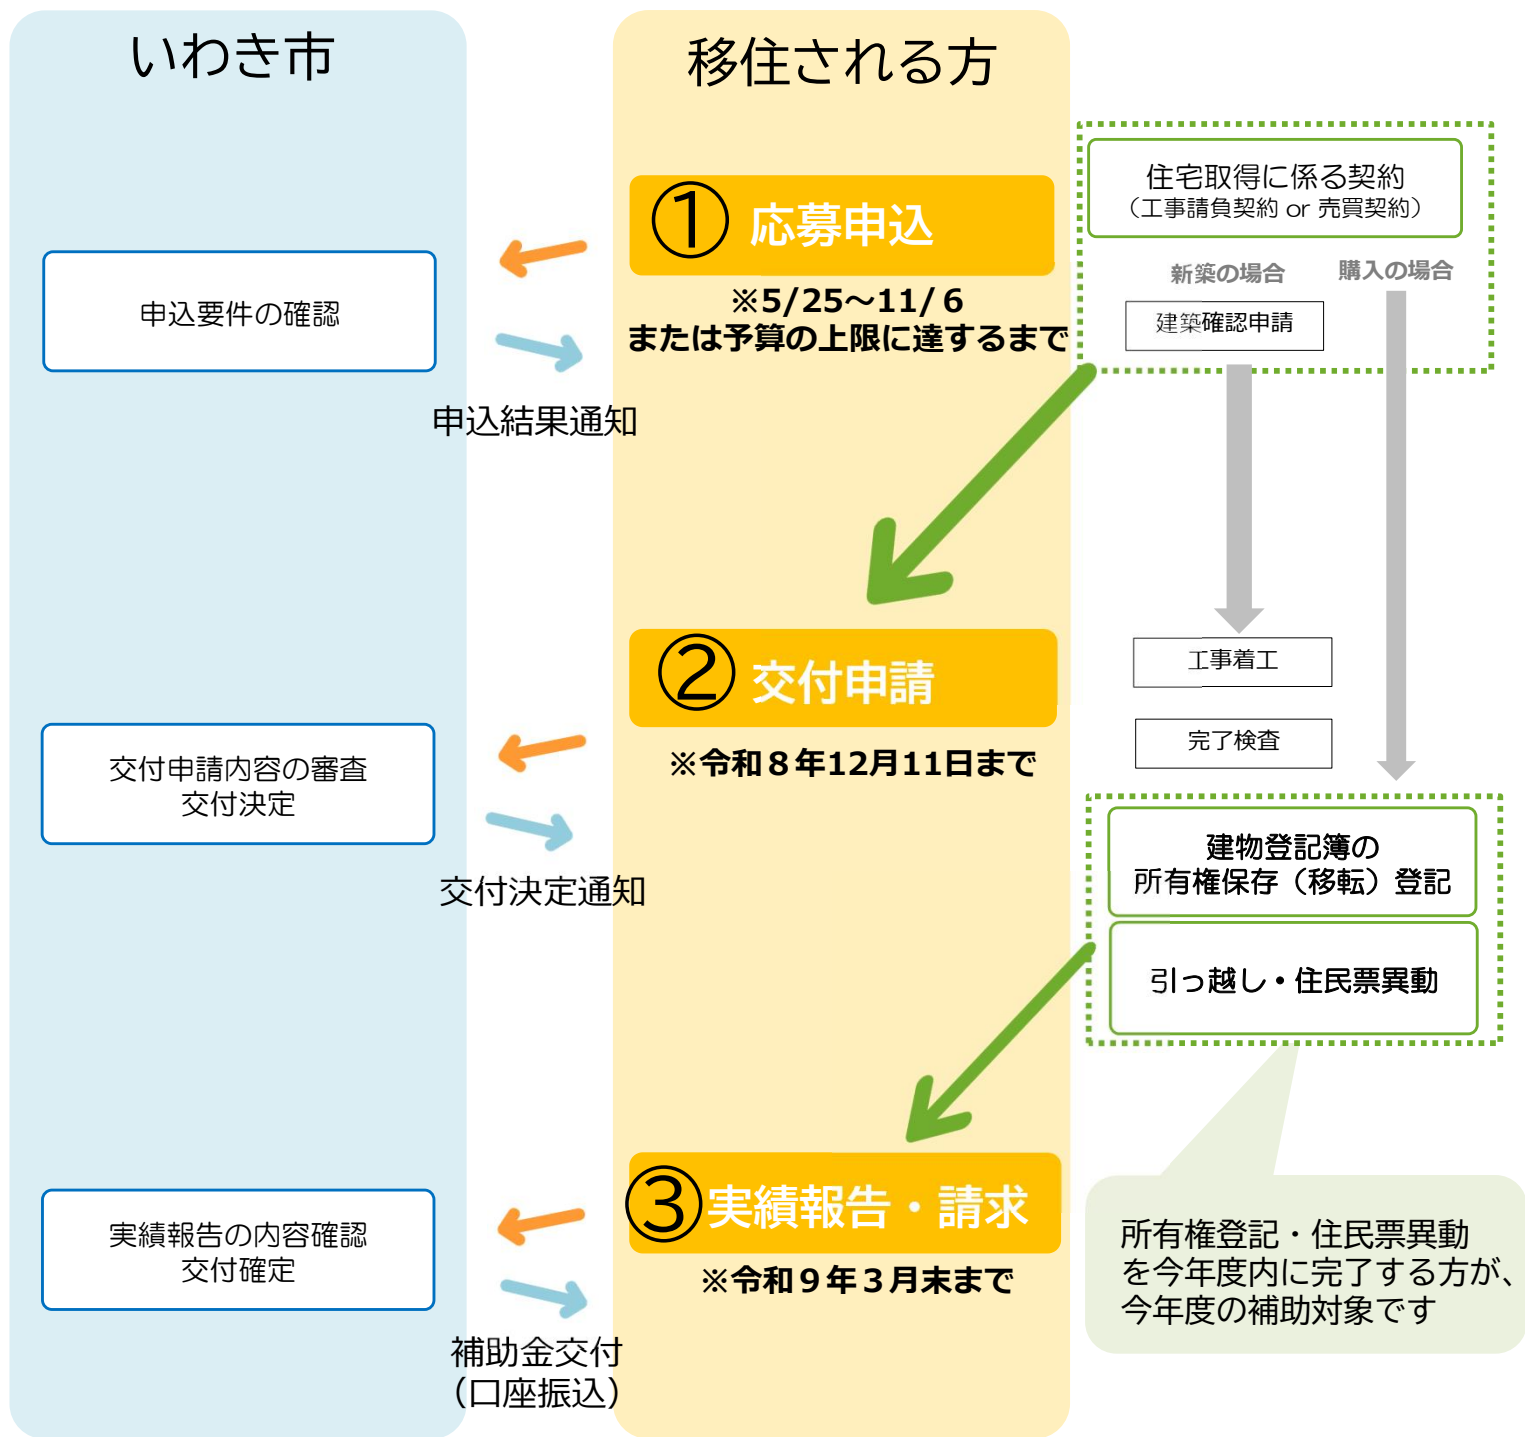 いわき市
移住される方
住宅取得に係る契約
（工事請負契約 or 売買契約）
① 応募申込
新築の場合
購入の場合
※5/25～11/６
または予算の上限に達するまで
申込要件の確認
建築確認申請
申込結果通知
② 交付申請
工事着工
※令和８年12月11日まで
完了検査
交付申請内容の審査
交付決定
交付決定通知
建物登記簿の
所有権保存（移転）登記
引っ越し・住民票異動
③ 実績報告・請求
※令和９年３月末まで
実績報告の内容確認
交付確定
所有権登記・住民票異動
を今年度内に完了する方が、
今年度の補助対象です
補助金交付
（口座振込）